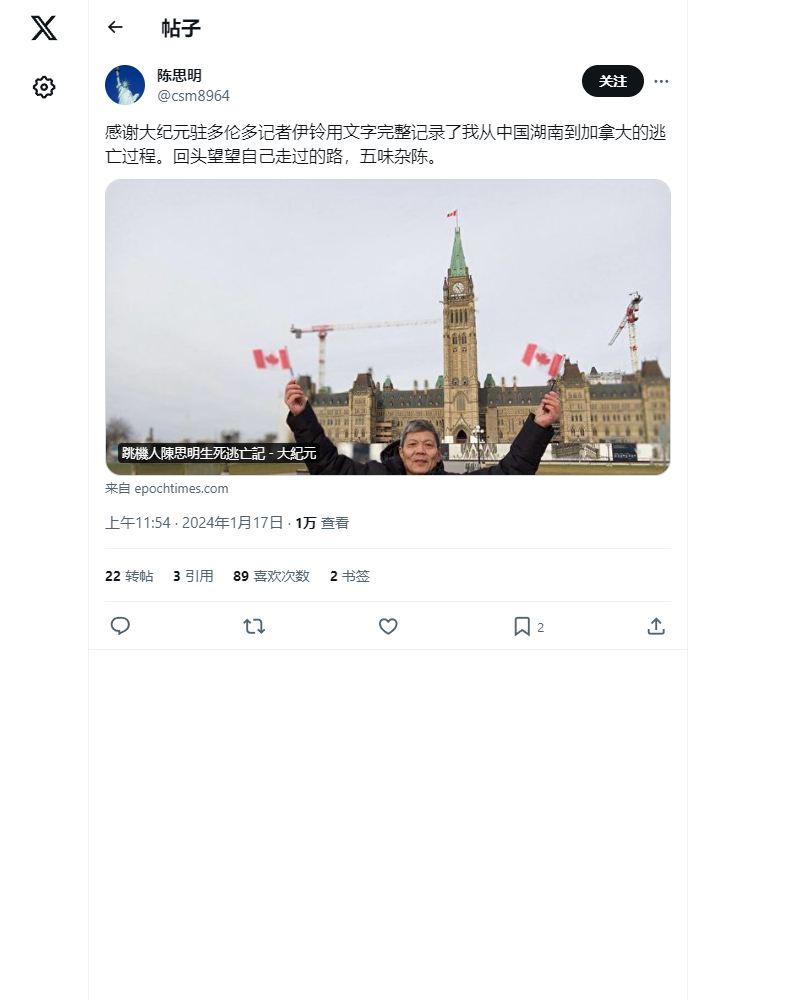 帖子
陈思明
@csm8964
关注
感谢大纪元驻多伦多记者伊铃用文字完整记录了我从中国湖南到加拿大的逃
亡过程。回头望望自己走过的路，五味杂陈。
跳機人陳思明生死逃亡記 - 大紀元
来自 epochtimes.com
上午11:54 · 2024年1月17日 · 1万 查看
22 转帖 3 引用 89 喜欢次数 2 书签
2